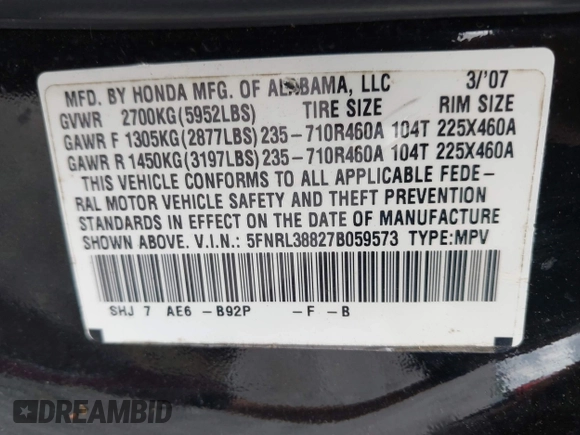 MFD. BY HONDA MFG. OF ALABAMA, LLC 3/'07
GVWR 2700KG(5952LBS) TIRE SIZE RIM SIZE
GAWR F 1305KG(2877LBS) 235-710R460A 104T 225X460A
GAWR R 1450KG(3197LBS) 235-710R460A 104T 225X460A
THIS VEHICLE CONFORMS TO ALL APPLICABLE FEDE-
RAL MOTOR VEHICLE SAFETY AND THEFT PREVENTION
STANDARDS IN EFFECT ON THE DATE OF MANUFACTURE
SHOWN ABOVE. V.I.N.: 5FNRL38827B059573 TYPE:MPV
SHJ 7 AE6 -B92P -F -B
DREAMBID